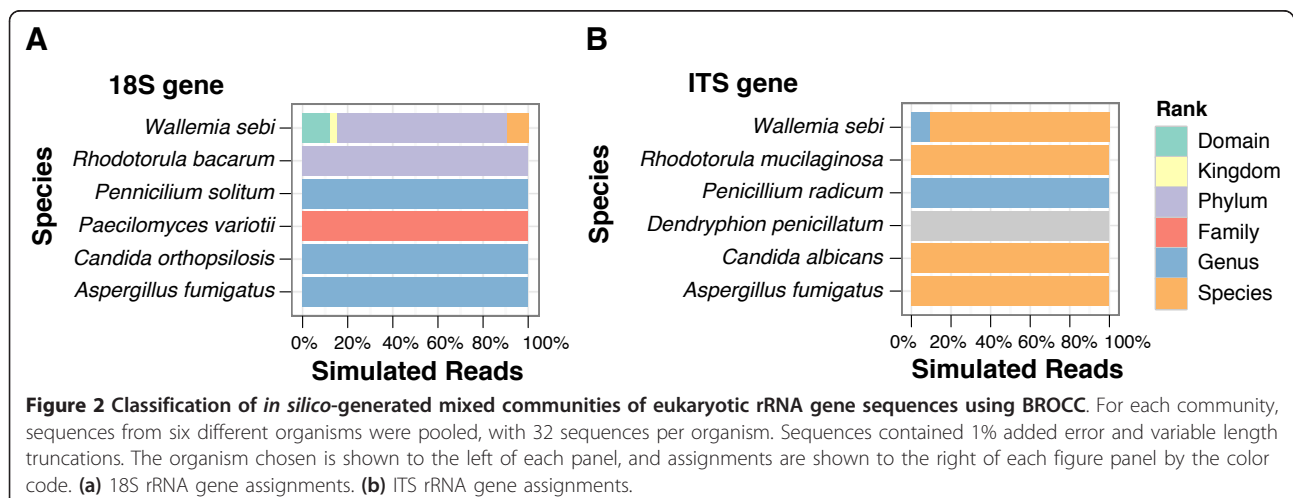 A
B
18S gene
ITS gene
Species
Wallemia sebi
Rhodotorula bacarum
Pennicilium solitum
Paecilomyces variotii
Candida orthopsilosis
Aspergillus fumigatus
0% 20% 40% 60% 80% 100%
Simulated Reads
Species
Wallemia sebi
Rhodotorula mucilaginosa
Penicillium radicum
Dendryphion penicillatum
Candida albicans
Aspergillus fumigatus
0% 20% 40% 60% 80% 100%
Simulated Reads
Rank
Domain
Kingdom
Phylum
Family
Genus
Species
Figure 2 Classification of in silico-generated mixed communities of eukaryotic rRNA gene sequences using BROCC. For each community,
sequences from six different organisms were pooled, with 32 sequences per organism. Sequences contained 1% added error and variable length
truncations. The organism chosen is shown to the left of each panel, and assignments are shown to the right of each figure panel by the color
code. (a) 18S rRNA gene assignments. (b) ITS rRNA gene assignments.